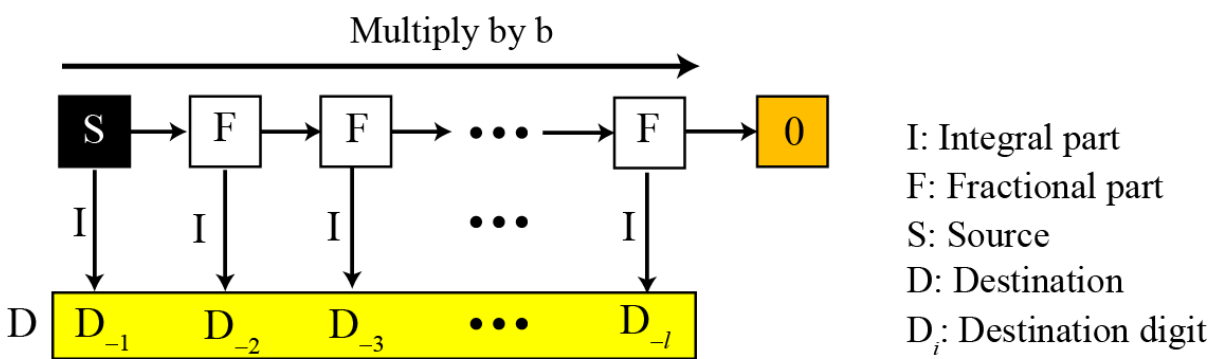 Multiply by b
S F F ••• F 0
I I I ••• I
D D₋₁ D₋₂ D₋₃ ••• D₋ₗ
I: Integral part
F: Fractional part
S: Source
D: Destination
Dᵢ: Destination digit